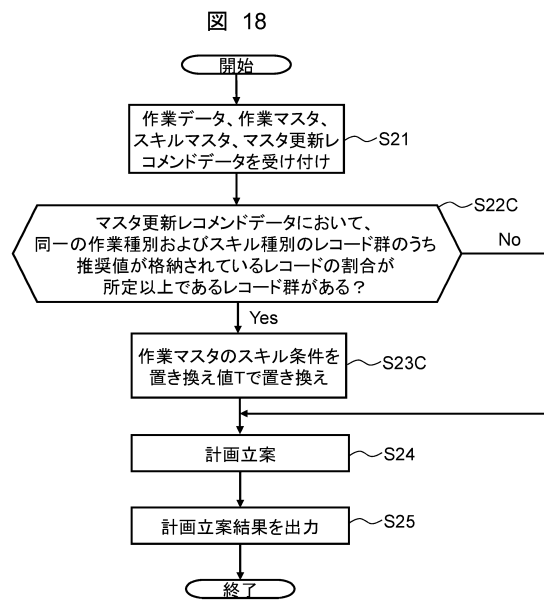 図 18
開始
作業データ、作業マスタ、
スキルマスタ、マスタ更新レ
コメンドデータを受け付け
S21
S22C
マスタ更新レコメンドデータにおいて、
同一の作業種別およびスキル種別のレコード群のうち
推奨値が格納されているレコードの割合が
所定以上であるレコード群がある？
No
Yes
作業マスタのスキル条件を
置き換え値Tで置き換え
S23C
計画立案
S24
計画立案結果を出力
S25
終了